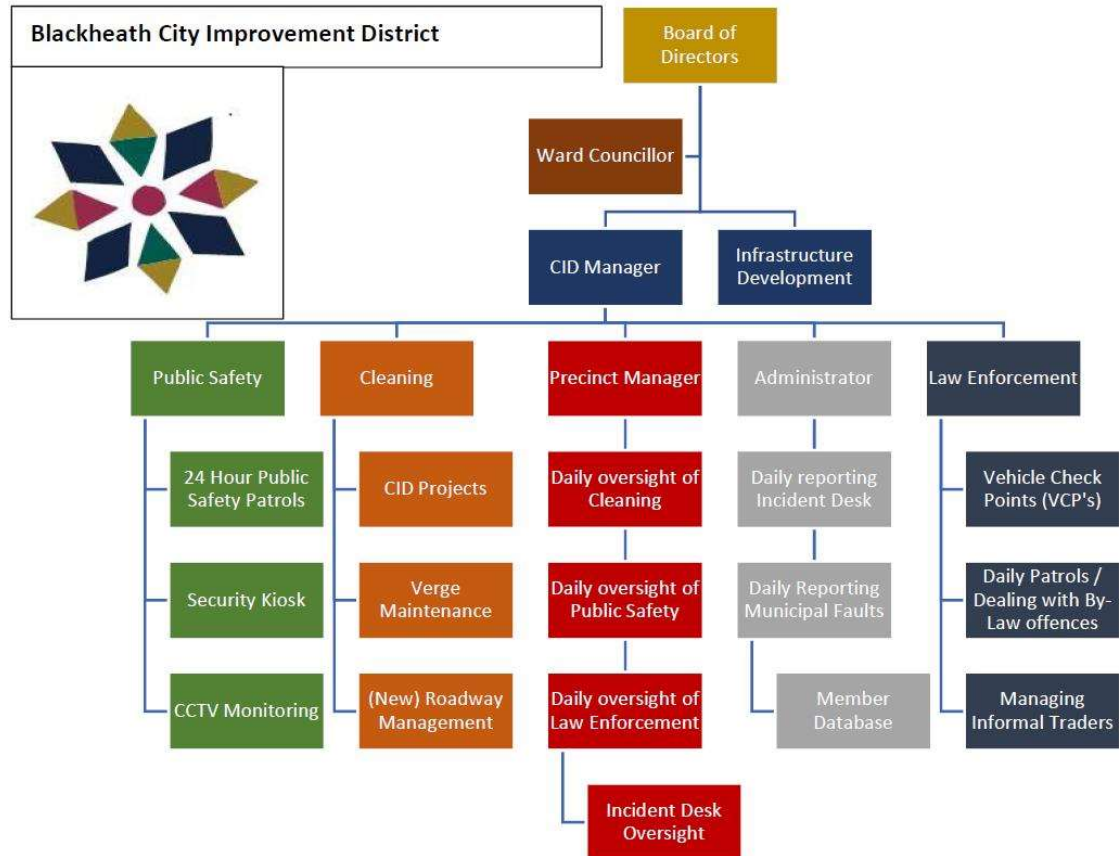 Blackheath City Improvement District
Board of
Directors
Ward Councillor
CID Manager
Infrastructure
Development
Public Safety
Cleaning
Precinct Manager
Administrator
Law Enforcement
24 Hour Public
Safety Patrols
CID Projects
Daily oversight of
Cleaning
Daily reporting
Incident Desk
Vehicle Check
Points (VCP's)
Security Kiosk
Verge
Maintenance
Daily oversight of
Public Safety
Daily Reporting
Municipal Faults
Daily Patrols /
Dealing with By-
Law offences
CCTV Monitoring
(New) Roadway
Management
Daily oversight of
Law Enforcement
Member
Database
Managing
Informal Traders
Incident Desk
Oversight